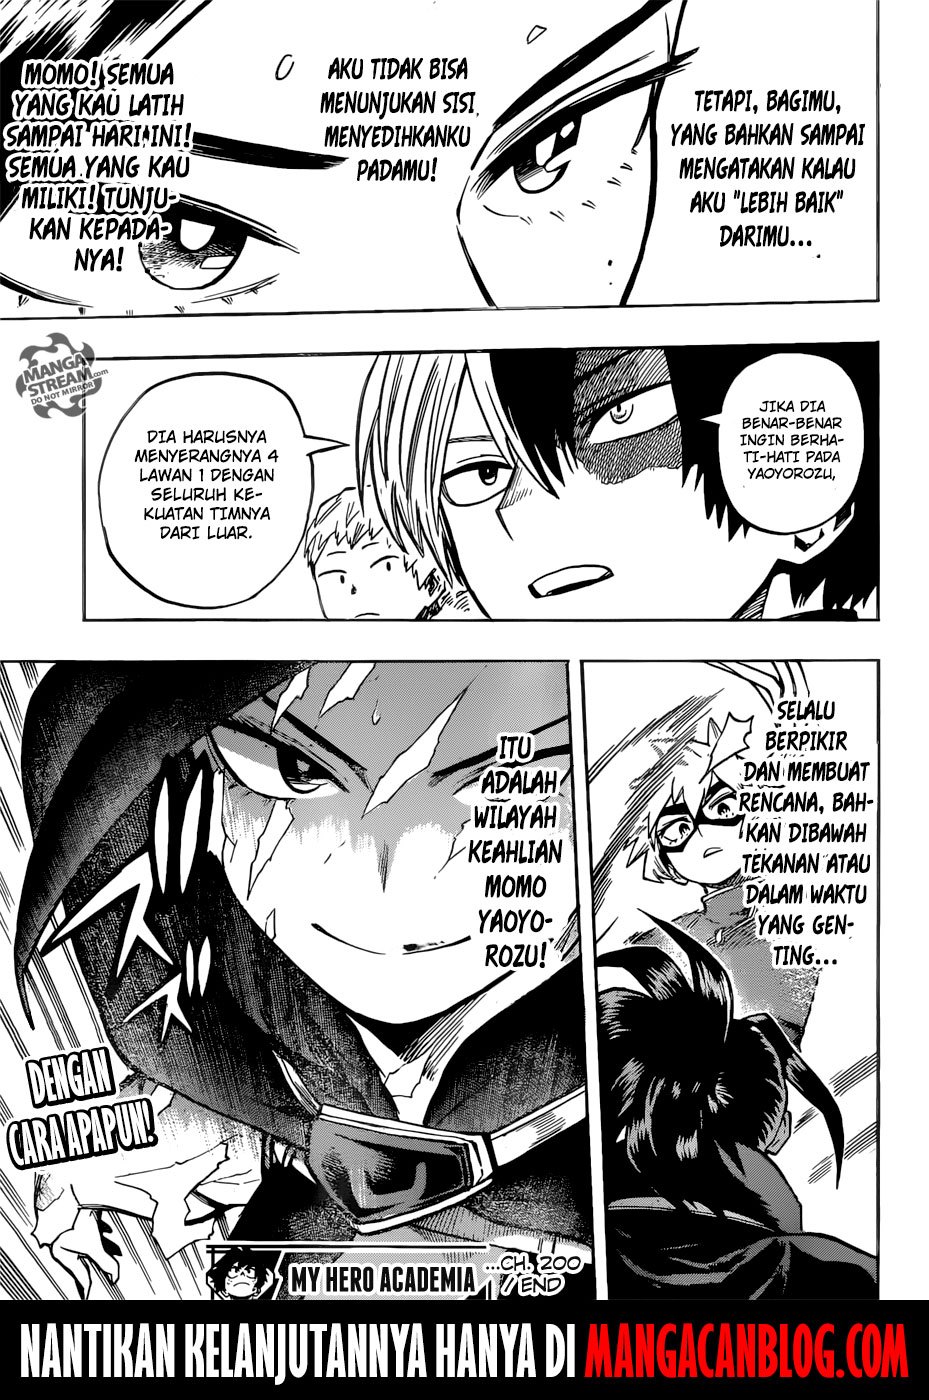 TETAPI, BAGIMU,
YANG BAHKAN SAMPAI
MENGATAKAN KALAU
AKU "LEBIH BAIK"
DARIMU...
AKU TIDAK BISA
MENUNJUKAN SISI
MENYEDIHKANKU
PADAMU!
MOMO! SEMUA
YANG KAU LATIH
SAMPAI HARI INI!
SEMUA YANG KAU
MILIKI! TUNJU-
KAN KEPADA-
NYA!
MANGA
STREAM.com
DO NOT MIRROR
JIKA DIA
BENAR-BENAR
INGIN BERHA-
TI-HATI PADA
YAOYOROZU,
DIA HARUSNYA
MENYERANGNYA 4
LAWAN 1 DENGAN
SELURUH KE-
KUATAN TIMNYA
DARI LUAR.
SELALU
BERPIKIR
DAN MEMBUAT
RENCANA, BAH-
KAN DIBAWAH
TEKANAN ATAU
DALAM WAKTU
YANG GEN-
TING...
ITU
ADALAH
WILAYAH
KEAHLIAN
MOMO
YAOYO-
ROZU!
DENGAN
CARA APAPUN!
MY HERO ACADEMIA
...CH. 200
/ END
NANTIKAN KELANJUTANNYA HANYA DI MANGACANBLOG.COM